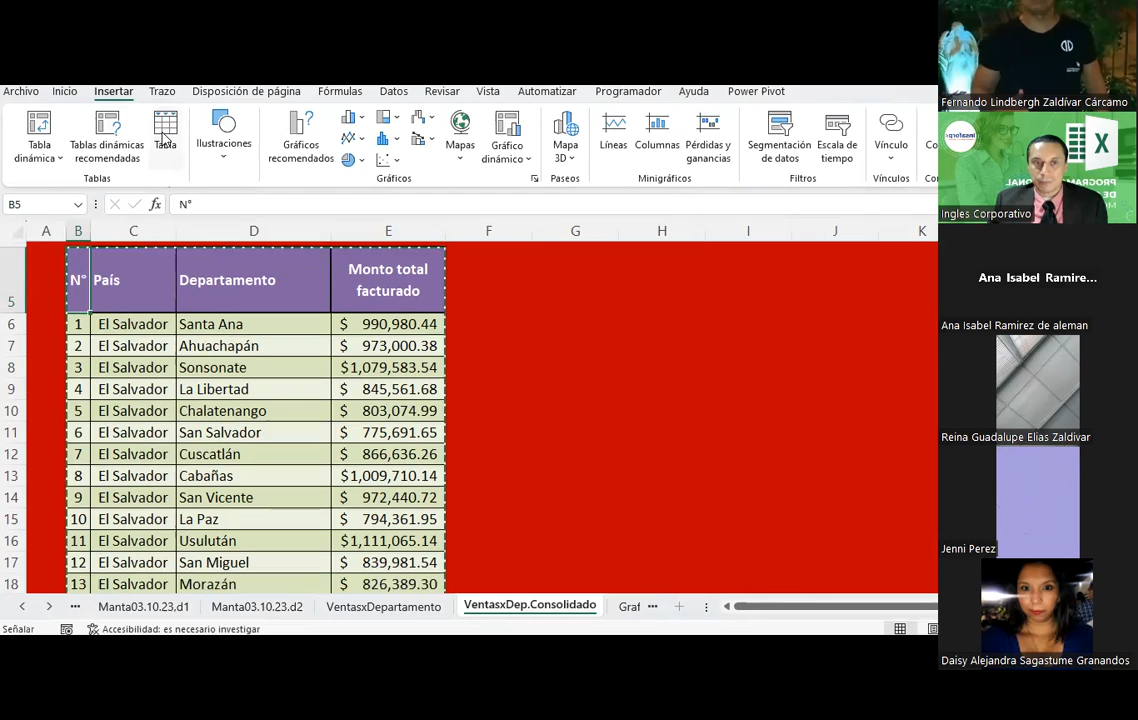 Archivo Inicio Insertar Trazo Disposición de página Fórmulas Datos Revisar Vista Automatizar Programador Ayuda Power Pivot
Tabla dinámica
Tablas dinámicas recomendadas
Tabla
Ilustraciones
Gráficos recomendados
Mapas
Gráfico dinámico
Mapa 3D
Líneas
Columnas
Pérdidas y ganancias
Segmentación de datos
Escala de tiempo
Vínculo
Tablas Gráficos Paseos Minigráficos Filtros Vínculos
B5 fx N°
A B C D E F G H I J K
5 N° País Departamento Monto total facturado
6 1 El Salvador Santa Ana $ 990,980.44
7 2 El Salvador Ahuachapán $ 973,000.38
8 3 El Salvador Sonsonate $1,079,583.54
9 4 El Salvador La Libertad $ 845,561.68
10 5 El Salvador Chalatenango $ 803,074.99
11 6 El Salvador San Salvador $ 775,691.65
12 7 El Salvador Cuscatlán $ 866,636.26
13 8 El Salvador Cabañas $1,009,710.14
14 9 El Salvador San Vicente $ 972,440.72
15 10 El Salvador La Paz $ 794,361.95
16 11 El Salvador Usulután $1,111,065.14
17 12 El Salvador San Miguel $ 839,981.54
18 13 El Salvador Morazán $ 826,389.30
Manta03.10.23.d1 Manta03.10.23.d2 VentasxDepartamento VentasxDep.Consolidado Graf
Señalar Accesibilidad: es necesario investigar
Fernando Lindbergh Zaldívar Cárcamo
X
Ingles Corporativo
Ana Isabel Ramire...
Ana Isabel Ramirez de aleman
Reina Guadalupe Elias Zaldivar
Jenni Perez
Daisy Alejandra Sagastume Granandos